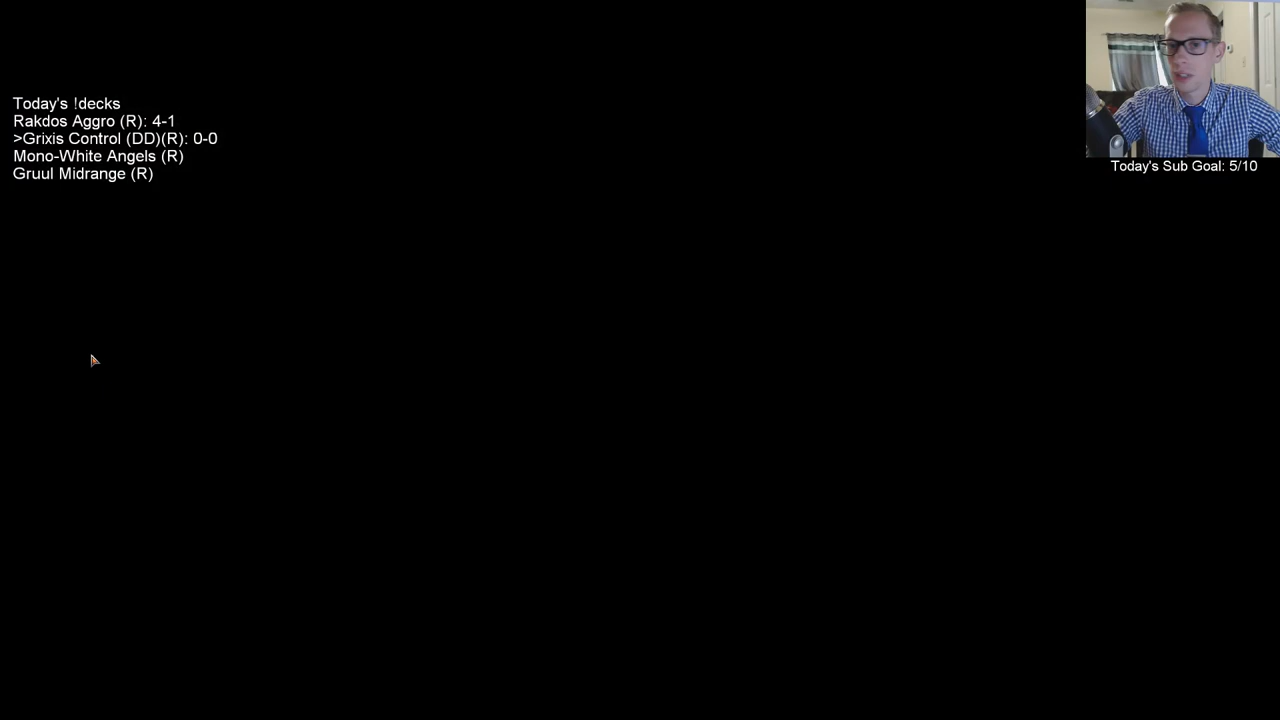 Today's !decks
Rakdos Aggro (R): 4-1
>Grixis Control (DD)(R): 0-0
Mono-White Angels (R)
Gruul Midrange (R)
Today's Sub Goal: 5/10